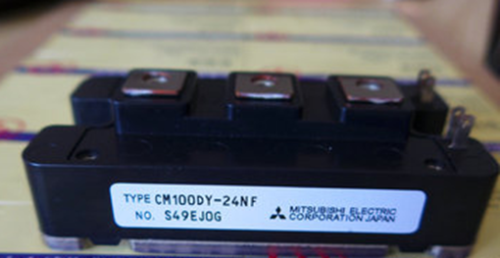 TYPE CM100DY-24NF
NO. S49EJ0G
MITSUBISHI ELECTRIC
CORPORATION JAPAN